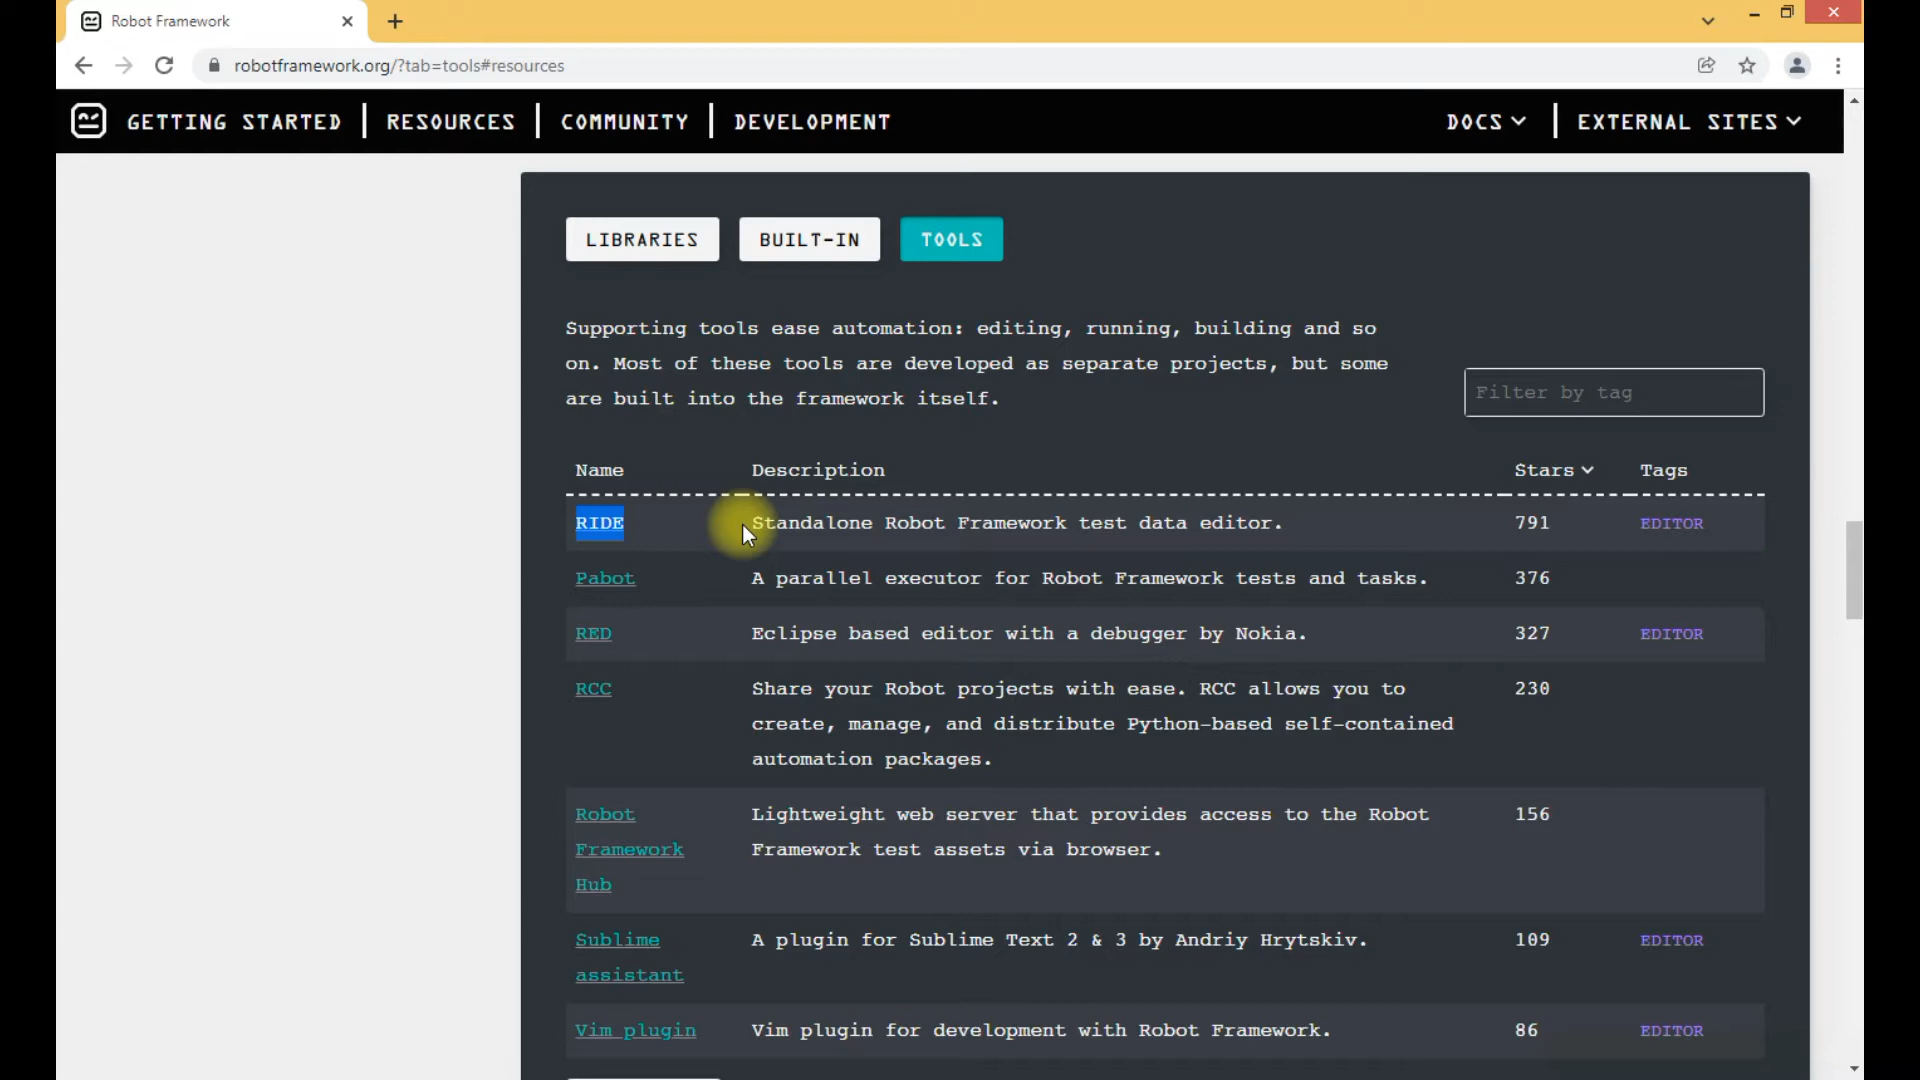 Robot Framework
robotframework.org/?tab=tools#resources
GETTING STARTED RESOURCES COMMUNITY DEVELOPMENT DOCS EXTERNAL SITES
LIBRARIES BUILT-IN TOOLS
Supporting tools ease automation: editing, running, building and so
on. Most of these tools are developed as separate projects, but some
are built into the framework itself.
Filter by tag
Name Description Stars Tags
RIDE Standalone Robot Framework test data editor. 791 EDITOR
Pabot A parallel executor for Robot Framework tests and tasks. 376
RED Eclipse based editor with a debugger by Nokia. 327 EDITOR
RCC Share your Robot projects with ease. RCC allows you to 230
create, manage, and distribute Python-based self-contained
automation packages.
Robot Lightweight web server that provides access to the Robot 156
Framework Framework test assets via browser.
Hub
Sublime A plugin for Sublime Text 2 & 3 by Andriy Hrytskiv. 109 EDITOR
assistant
Vim plugin Vim plugin for development with Robot Framework. 86 EDITOR